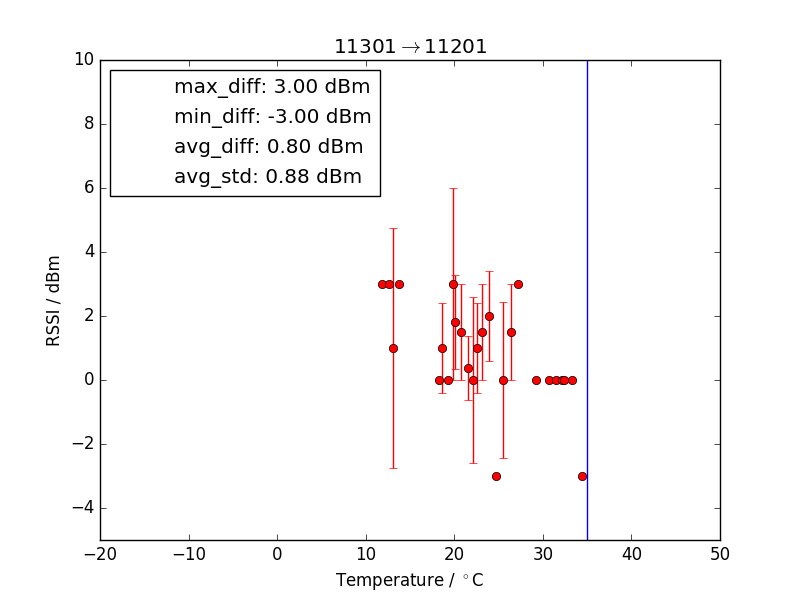 11301→11201
max_diff: 3.00 dBm
min_diff: -3.00 dBm
avg_diff: 0.80 dBm
avg_std: 0.88 dBm
10
8
6
4
2
0
−2
−4
RSSI / dBm
−20 −10 0 10 20 30 40 50
Temperature / °C